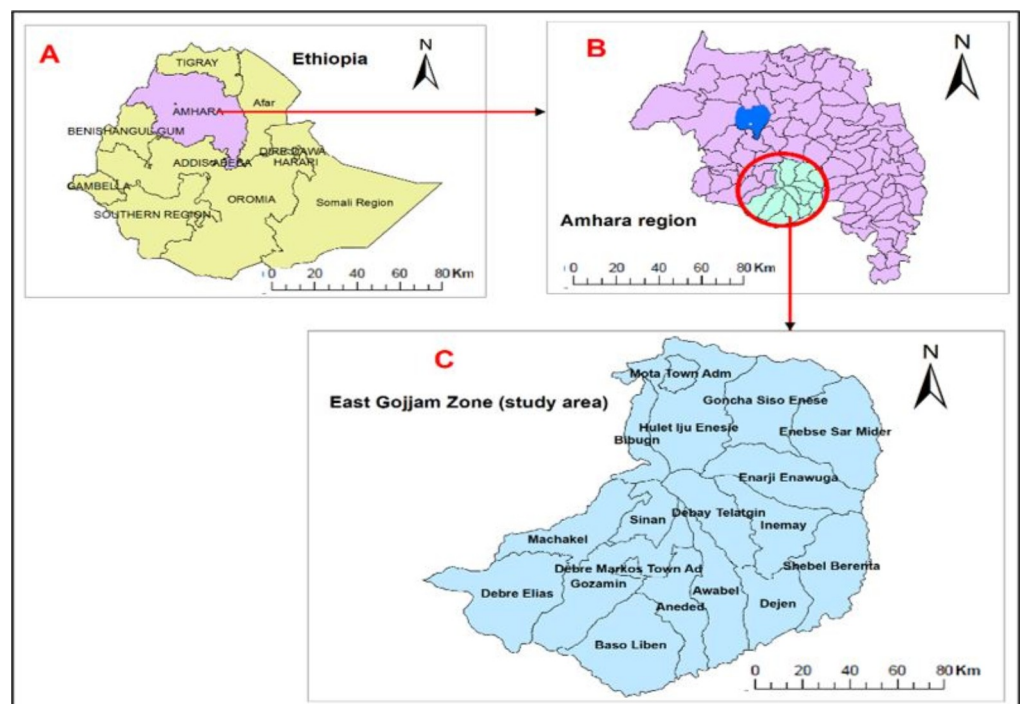 A
Ethiopia
N
TIGRAY
AMHARA
Afar
BENISHANGUL GUM
ADDIS ABEBA
DIRE DAWA
HARARI
GAMBELLA
SOUTHERN REGION
OROMIA
Somali Region
0 20 40 60 80 Km
B
N
Amhara region
0 20 40 60 80 Km
C
N
East Gojjam Zone (study area)
Mota Town Adm
Goncha Siso Enese
Hulet Iju Enesie
Enebse Sar Mider
Bibugn
Enarji Enawuga
Debay Telatgin
Sinan
Inemay
Machakel
Shebel Berenta
Debre Markos Town Ad
Gozamin
Debre Elias
Awabel
Aneded
Dejen
Baso Liben
0 20 40 60 80 Km